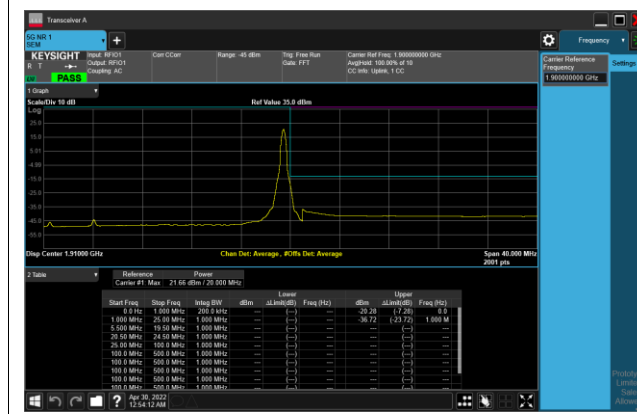 Transceiver A
5G NR 1
SEM
Frequency
KEYSIGHT Input: RFIO1 Corr CCorr Range: -45 dBm Trig: Free Run Carrier Ref Freq: 1.900000000 GHz
R T Output: RFIO1 Gate: FFT Avg|Hold: 100.00% of 10
Coupling: AC CC Info: Uplink, 1 CC
PASS
Carrier Reference
Frequency
1.900000000 GHz
Settings
1 Graph
Scale/Div 10 dB Ref Value 35.0 dBm
Log
25.0
15.0
5.01
-4.99
-15.0
-25.0
-35.0
-45.0
-55.0
Disp Center 1.91000 GHz Chan Det: Average , #Offs Det: Average Span 40.000 MHz
2001 pts
2 Table Reference Power
Carrier #1 Max 21.66 dBm / 20.000 MHz
Lower Upper
Start Freq Stop Freq Integ BW dBm ΔLimit(dB) Freq (Hz) dBm ΔLimit(dB) Freq (Hz)
0.0 Hz 1.000 MHz 200.0 kHz --- (---) --- -20.28 (-7.28) 0.0
1.000 MHz 25.00 MHz 1.000 MHz --- (---) --- -36.72 (-23.72) 1.000 M
5.500 MHz 19.50 MHz 1.000 MHz --- (---) --- --- (---) ---
20.50 MHz 24.50 MHz 1.000 MHz --- (---) --- --- (---) ---
25.00 MHz 100.0 MHz 1.000 MHz --- (---) --- --- (---) ---
100.0 MHz 500.0 MHz 1.000 MHz --- (---) --- --- (---) ---
100.0 MHz 500.0 MHz 1.000 MHz --- (---) --- --- (---) ---
100.0 MHz 500.0 MHz 1.000 MHz --- (---) --- --- (---) ---
100.0 MHz 500.0 MHz 1.000 MHz --- (---) --- --- (---) ---
100.0 MHz 500.0 MHz 1.000 MHz --- (---) --- --- (---) ---
Apr 30, 2022
12:54:12 AM